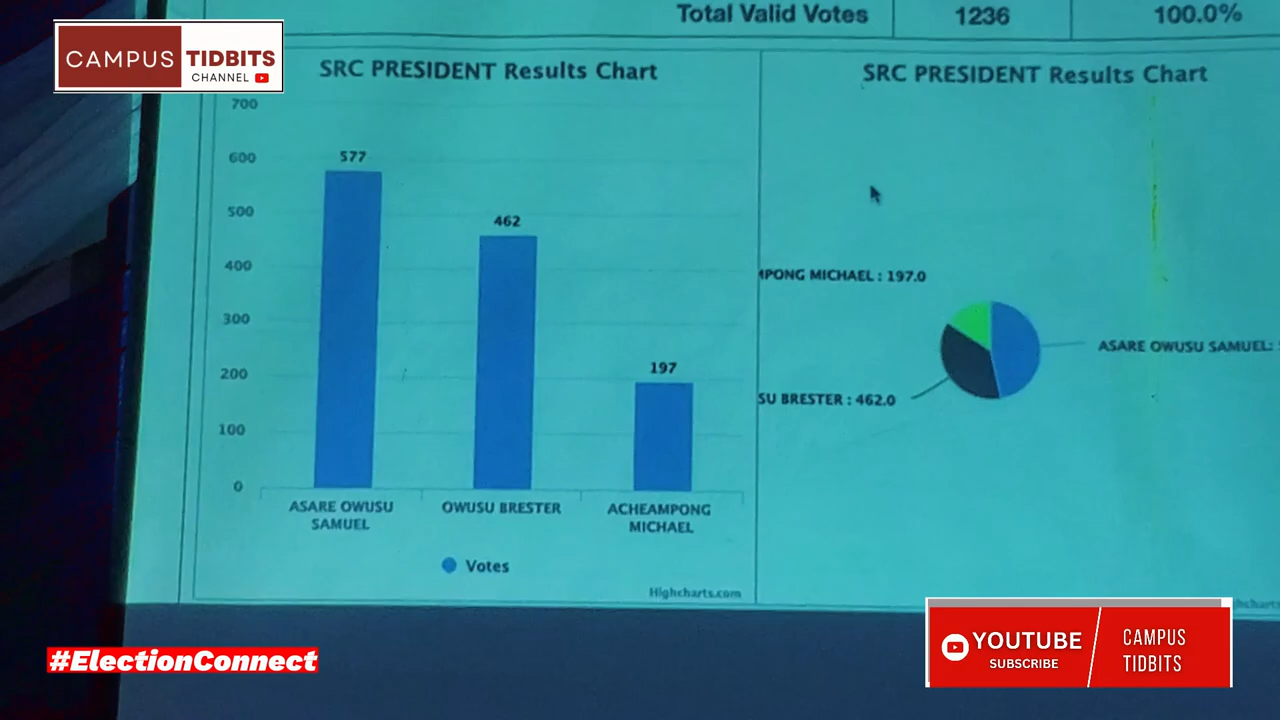 Total Valid Votes 1236 100.0%
CAMPUS TIDBITS
CHANNEL
SRC PRESIDENT Results Chart
700
600
500
400
300
200
100
0
577
462
197
ASARE OWUSU
SAMUEL
OWUSU BRESTER
ACHEAMPONG
MICHAEL
Votes
Highcharts.com
SRC PRESIDENT Results Chart
MPONG MICHAEL : 197.0
ASARE OWUSU SAMUEL:
SU BRESTER : 462.0
#ElectionConnect
YOUTUBE
SUBSCRIBE
CAMPUS
TIDBITS